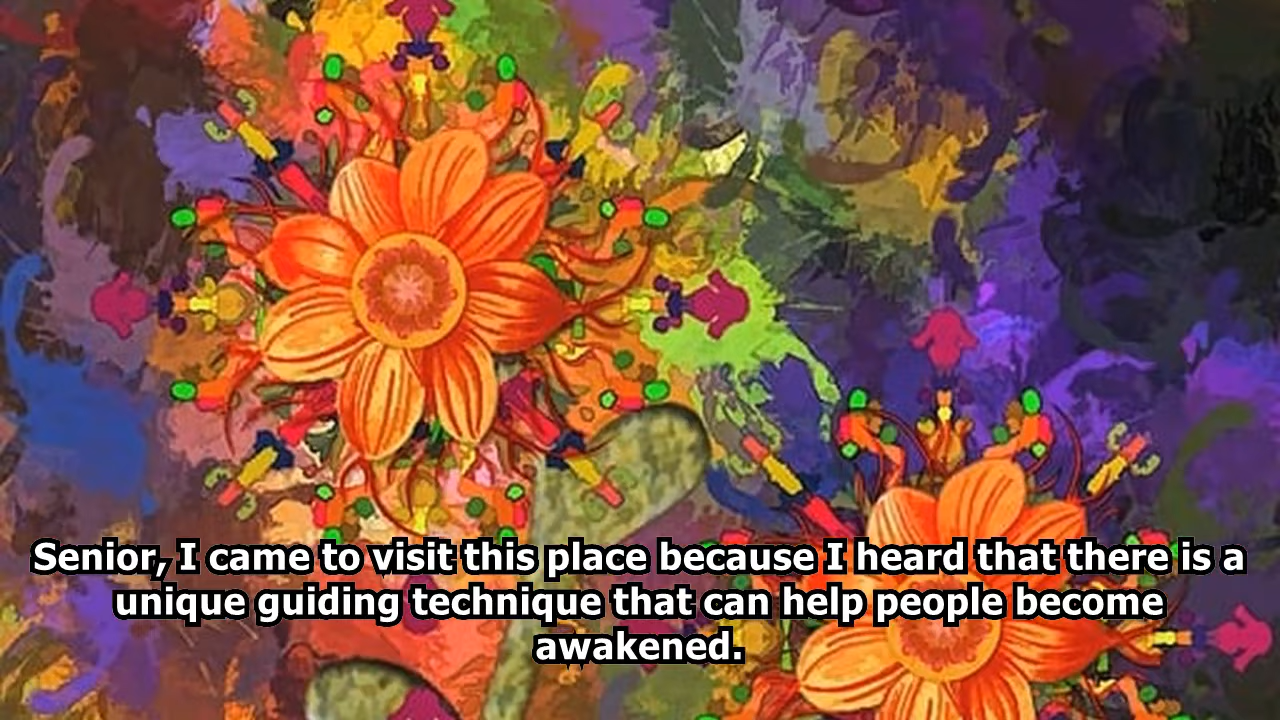 Senior, I came to visit this place because I heard that there is a
unique guiding technique that can help people become
awakened.